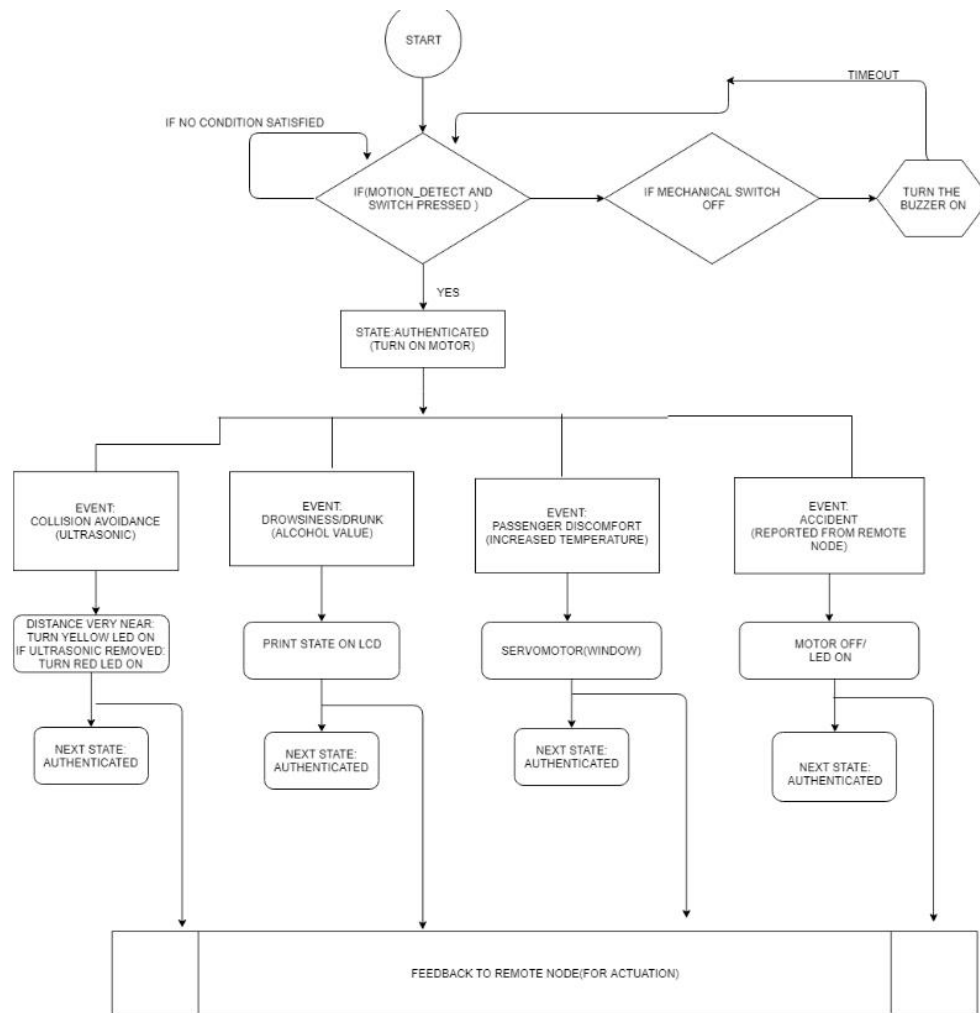 START
TIMEOUT
IF NO CONDITION SATISFIED
IF(MOTION_DETECT AND
SWITCH PRESSED )
IF MECHANICAL SWITCH
OFF
TURN THE
BUZZER ON
YES
STATE:AUTHENTICATED
(TURN ON MOTOR)
EVENT:
COLLISION AVOIDANCE
(ULTRASONIC)
EVENT:
DROWSINESS/DRUNK
(ALCOHOL VALUE)
EVENT:
PASSENGER DISCOMFORT
(INCREASED TEMPERATURE)
EVENT:
ACCIDENT
(REPORTED FROM REMOTE
NODE)
DISTANCE VERY NEAR:
TURN YELLOW LED ON
IF ULTRASONIC REMOVED:
TURN RED LED ON
PRINT STATE ON LCD
SERVOMOTOR(WINDOW)
MOTOR OFF/
LED ON
NEXT STATE:
AUTHENTICATED
NEXT STATE:
AUTHENTICATED
NEXT STATE:
AUTHENTICATED
NEXT STATE:
AUTHENTICATED
FEEDBACK TO REMOTE NODE(FOR ACTUATION)